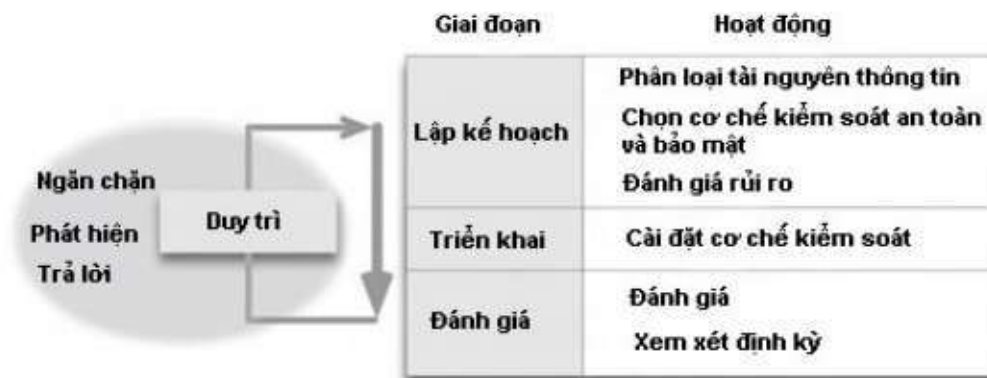 Giai đoạn
Hoạt động
Ngăn chặn
Phát hiện
Trả lời
Duy trì
Lập kế hoạch
Phân loại tài nguyên thông tin
Chọn cơ chế kiểm soát an toàn
và bảo mật
Đánh giá rủi ro
Triển khai
Cài đặt cơ chế kiểm soát
Đánh giá
Đánh giá
Xem xét định kỳ